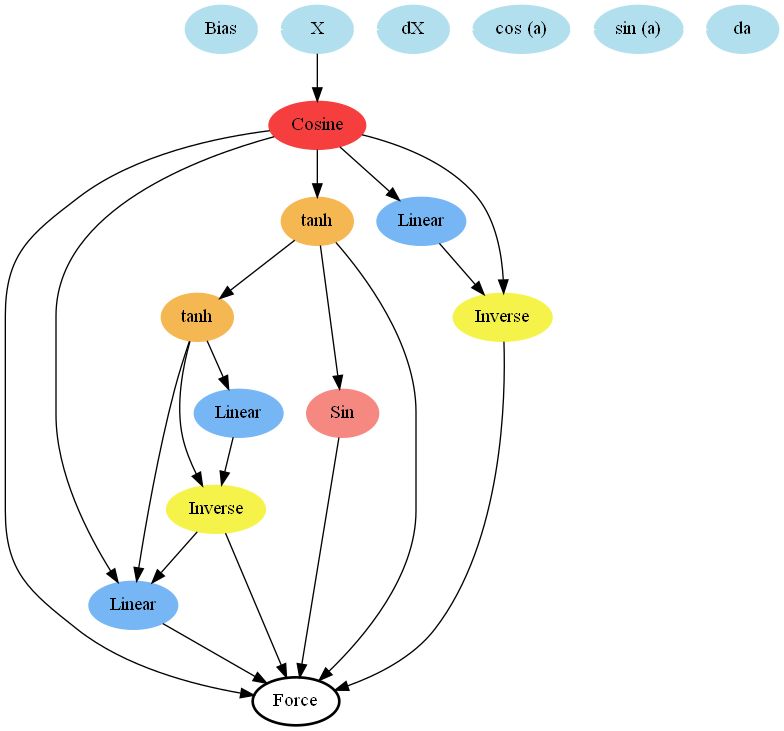 Bias X dX cos (a) sin (a) da
Cosine
tanh Linear
tanh Inverse
Linear Sin
Inverse
Linear
Force